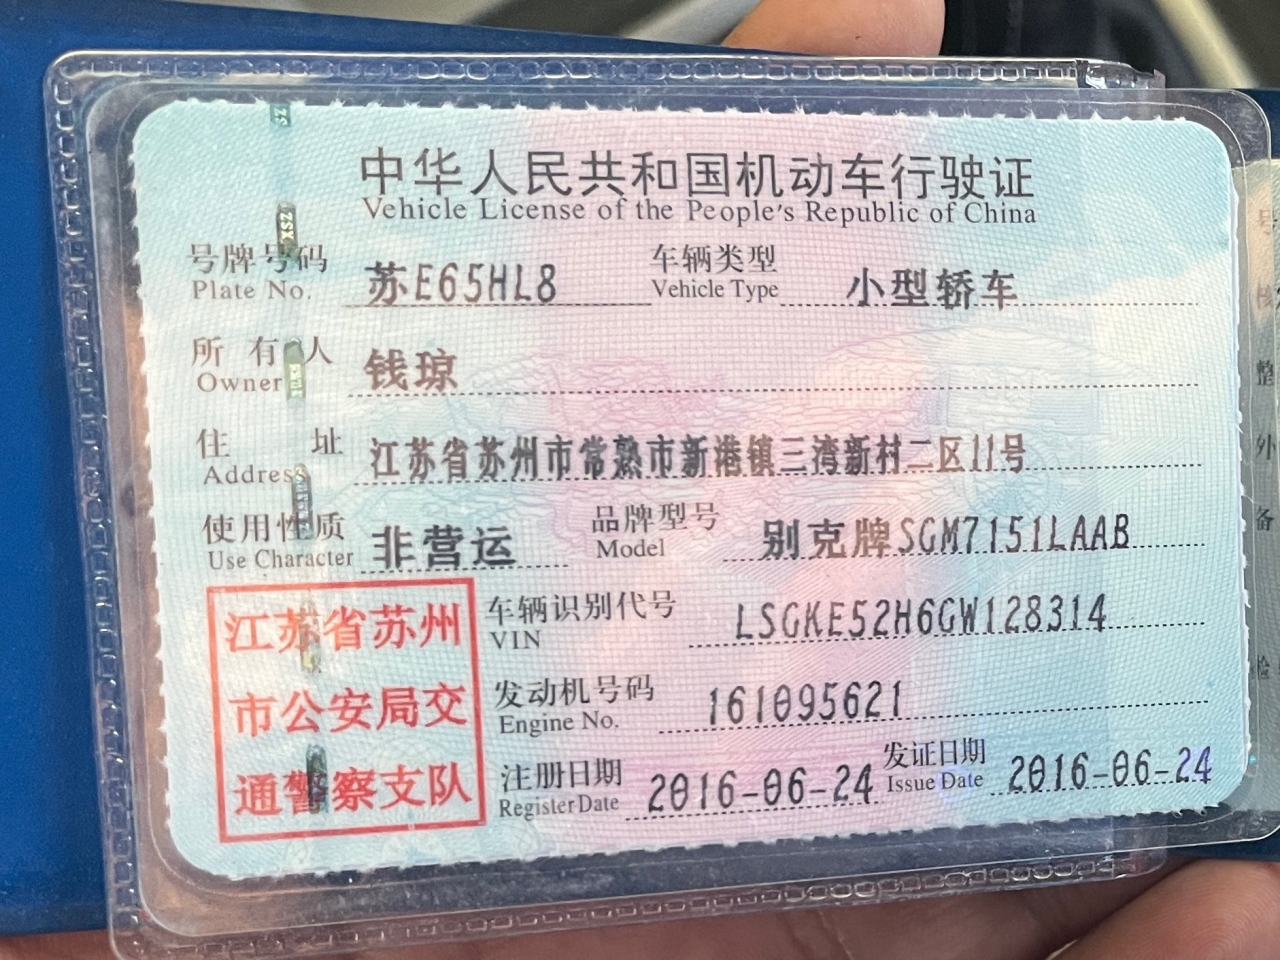 中华人民共和国机动车行驶证
Vehicle License of the People's Republic of China
号牌号码 苏E65HL8 车辆类型 小型轿车
Plate No. Vehicle Type
所有人 钱琼
Owner
住址 江苏省苏州市常熟市新港镇三湾新村二区11号
Address
使用性质 非营运 品牌型号 别克牌SGM7151LAAB
Use Character Model
江苏省苏州
市公安局交
通警察支队
车辆识别代号 LSGKE52H6GW128314
VIN
发动机号码 161095621
Engine No.
注册日期 2016-06-24 发证日期 2016-06-24
Register Date Issue Date